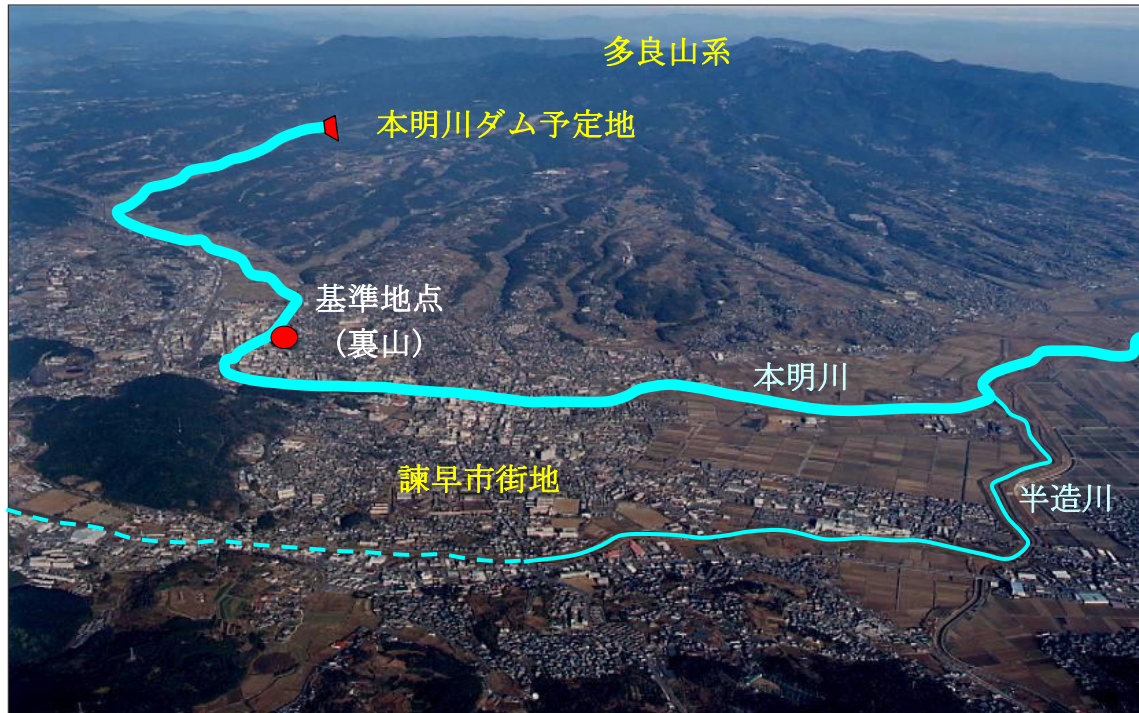 多良山系
本明川ダム予定地
基準地点
（裏山）
本明川
諫早市街地
半造川